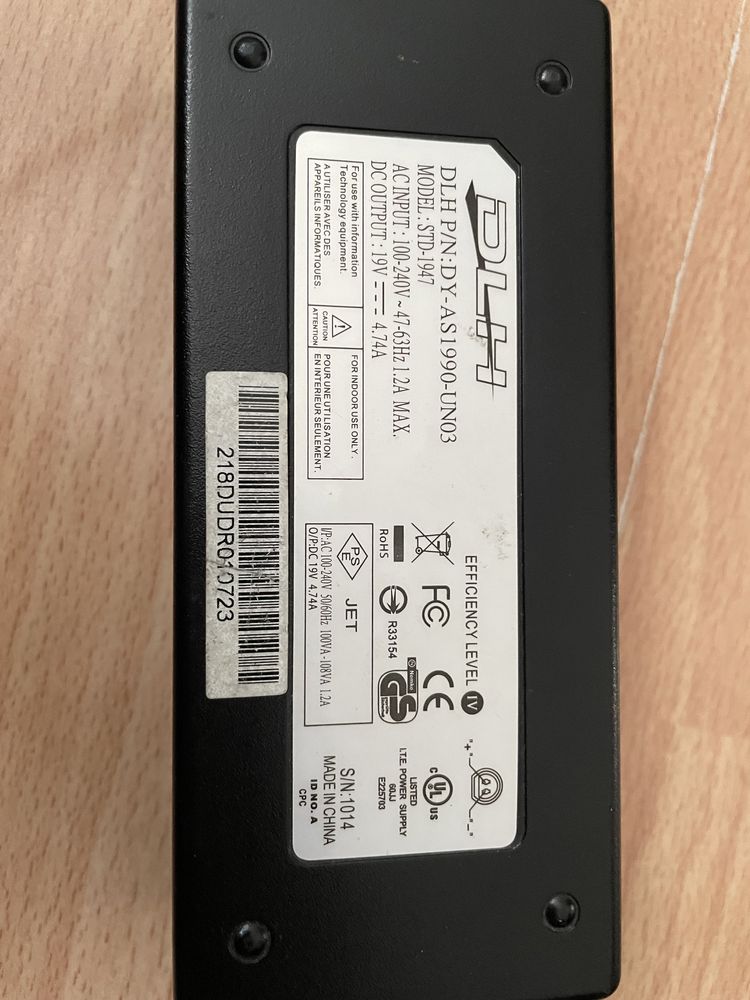 DLH
DLH P/N:DY-AS1990-UN03
MODEL : STD-1947
AC INPUT : 100-240V ~ 47-63Hz 1.2A MAX.
DC OUTPUT : 19V 4.74A
For use with information
Technology equipment.
A UTILISER AVEC DES
APPAREILS INFORMATIQUES.
CAUTION
ATTENTION
FOR INDOOR USE ONLY .
POUR UNE UTILISATION
EN INTERIEUR SEULEMENT.
EFFICIENCY LEVEL IV
"+" "-"
FC CE
c UL us
®
LISTED
60JJ
I.T.E. POWER SUPPLY
E225703
RoHS
R33154
Nemko
GS
PS
E
JET
I/P:AC 100-240V 50/60Hz 100VA-108VA 1.2A
O/P:DC 19V 4.74A
S/N:1014
MADE IN CHINA
ID NO. A
CPC
218DUDR010723